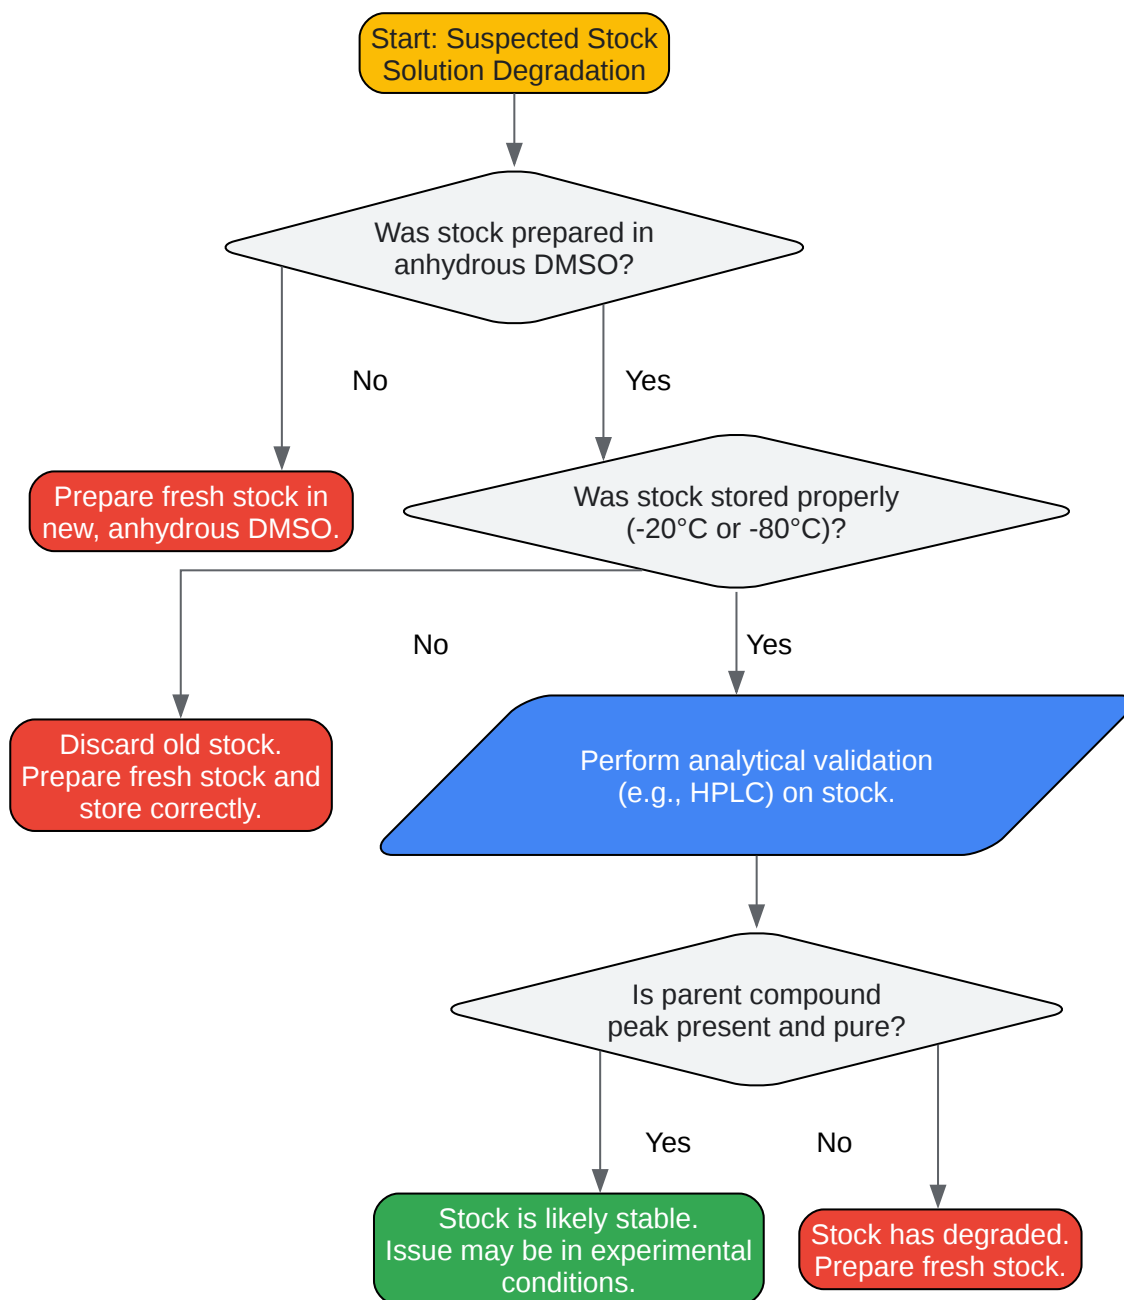 Start: Suspected Stock
Solution Degradation
Was stock prepared in
anhydrous DMSO?
No
Yes
Prepare fresh stock in
new, anhydrous DMSO.
Was stock stored properly
(-20°C or -80°C)?
No
Yes
Discard old stock.
Prepare fresh stock and
store correctly.
Perform analytical validation
(e.g., HPLC) on stock.
Is parent compound
peak present and pure?
Yes
No
Stock is likely stable.
Issue may be in experimental
conditions.
Stock has degraded.
Prepare fresh stock.